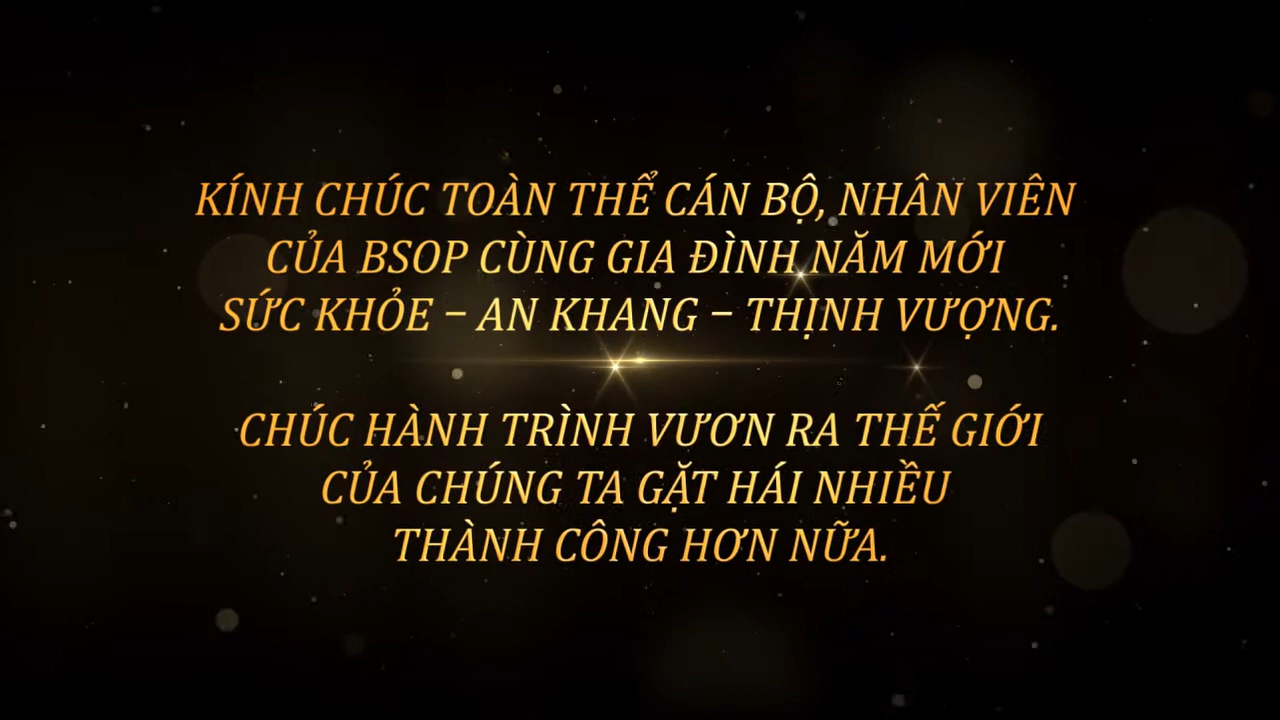 KÍNH CHÚC TOÀN THỂ CÁN BỘ, NHÂN VIÊN
CỦA BSOP CÙNG GIA ĐÌNH NĂM MỚI
SỨC KHỎE – AN KHANG – THỊNH VƯỢNG.
CHÚC HÀNH TRÌNH VƯƠN RA THẾ GIỚI
CỦA CHÚNG TA GẶT HÁI NHIỀU
THÀNH CÔNG HƠN NỮA.